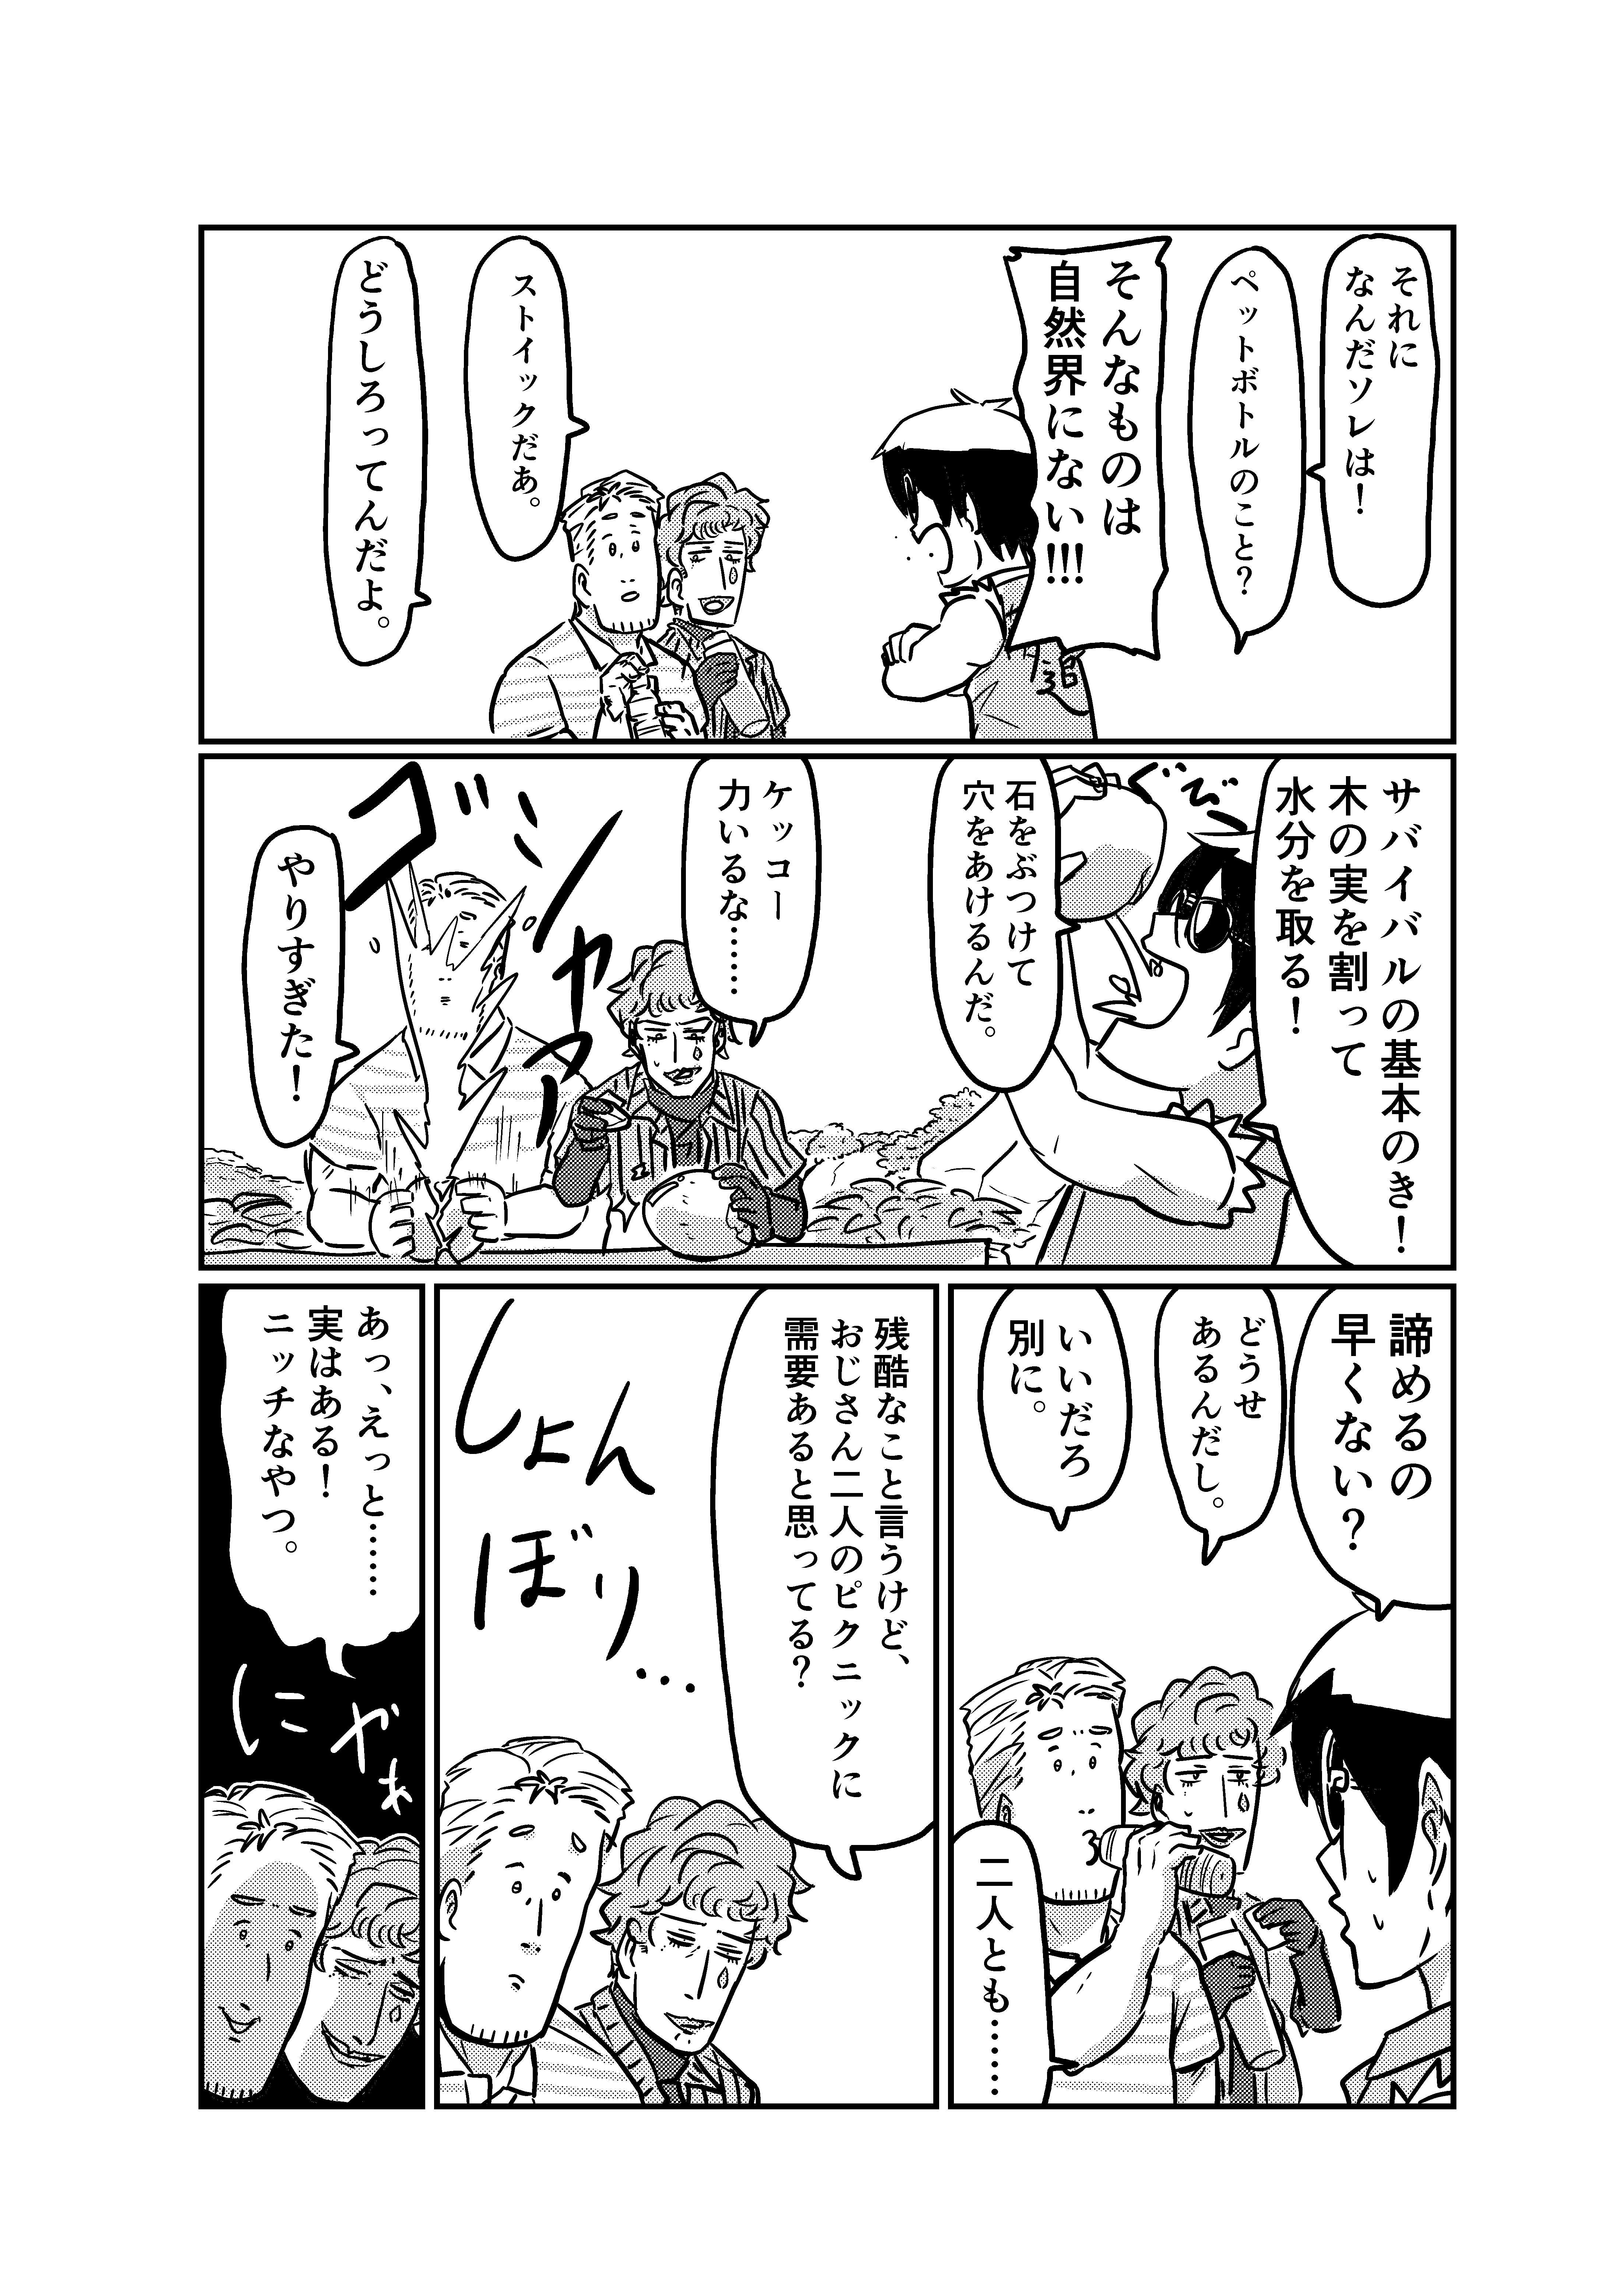 それに
なんだソレは！
ペットボトルのこと？
そんなものは
自然界にない!!!
ストイックだぁ。
どうしろってんだよ。
サバイバルの基本のき！
木の実を割って
水分を取る！
ぐびっ
石をぶつけて
穴をあけるんだ。
ケッコー
力いるな……
ゴシャァ
やりすぎた！
諦めるの
早くない？
どうせ
あるんだし。
いいだろ
別に。
二人とも……
残酷なこと言うけど、
おじさん二人のピクニックに
需要あると思ってる？
しょん
ぼり…
あっ、えっと……
実はある！
ニッチなやつ。
にやぁ